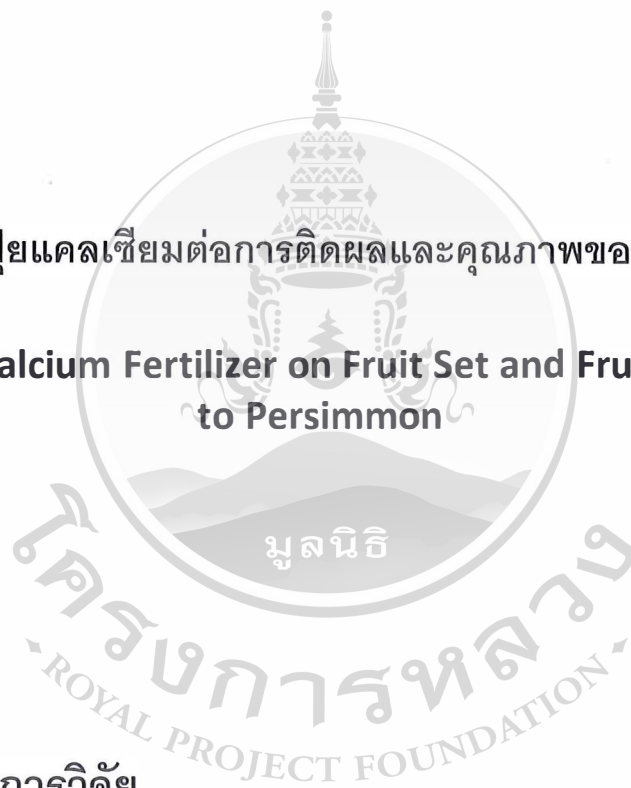 ปุ๋ยแคลเซียมต่อการติดผลและคุณภาพขอ
alcium Fertilizer on Fruit Set and Fru
to Persimmon
มูลนิธิ
โครงการหลวง
ROYAL PROJECT FOUNDATION
การวิจัย